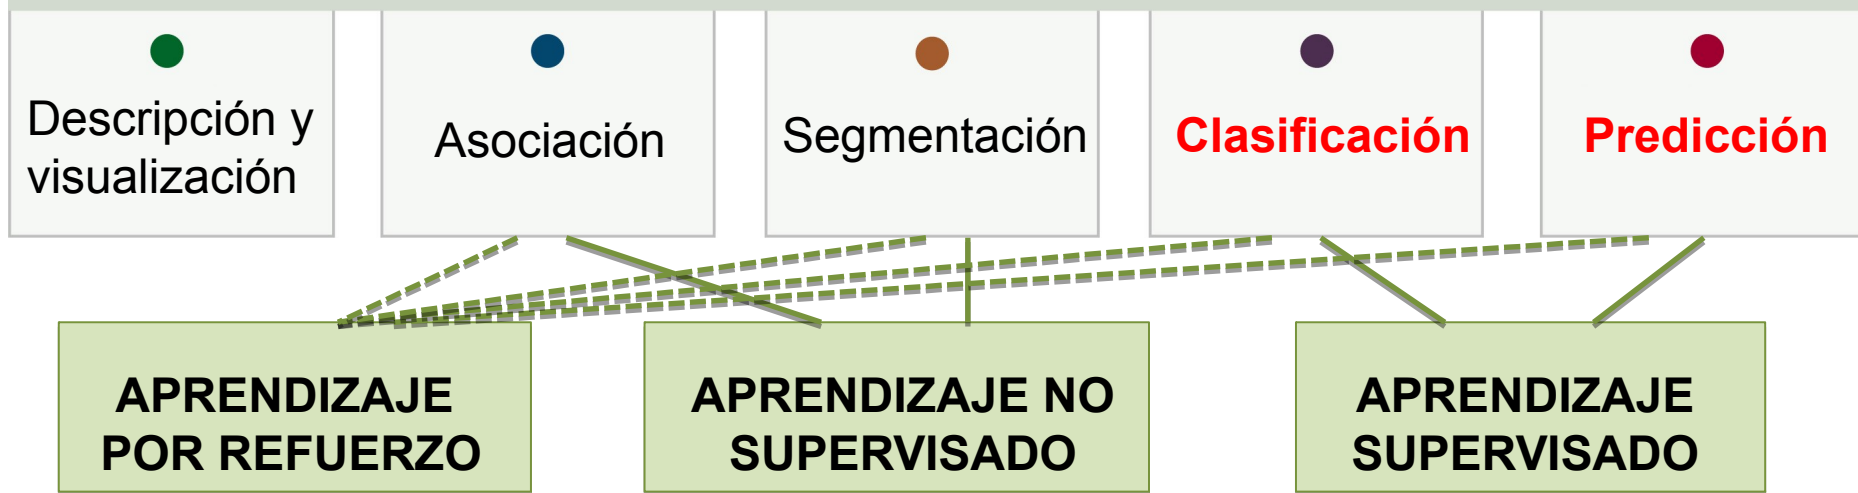 Descripción y
visualización
Asociación
Segmentación
Clasificación
Predicción
APRENDIZAJE
POR REFUERZO
APRENDIZAJE NO
SUPERVISADO
APRENDIZAJE
SUPERVISADO